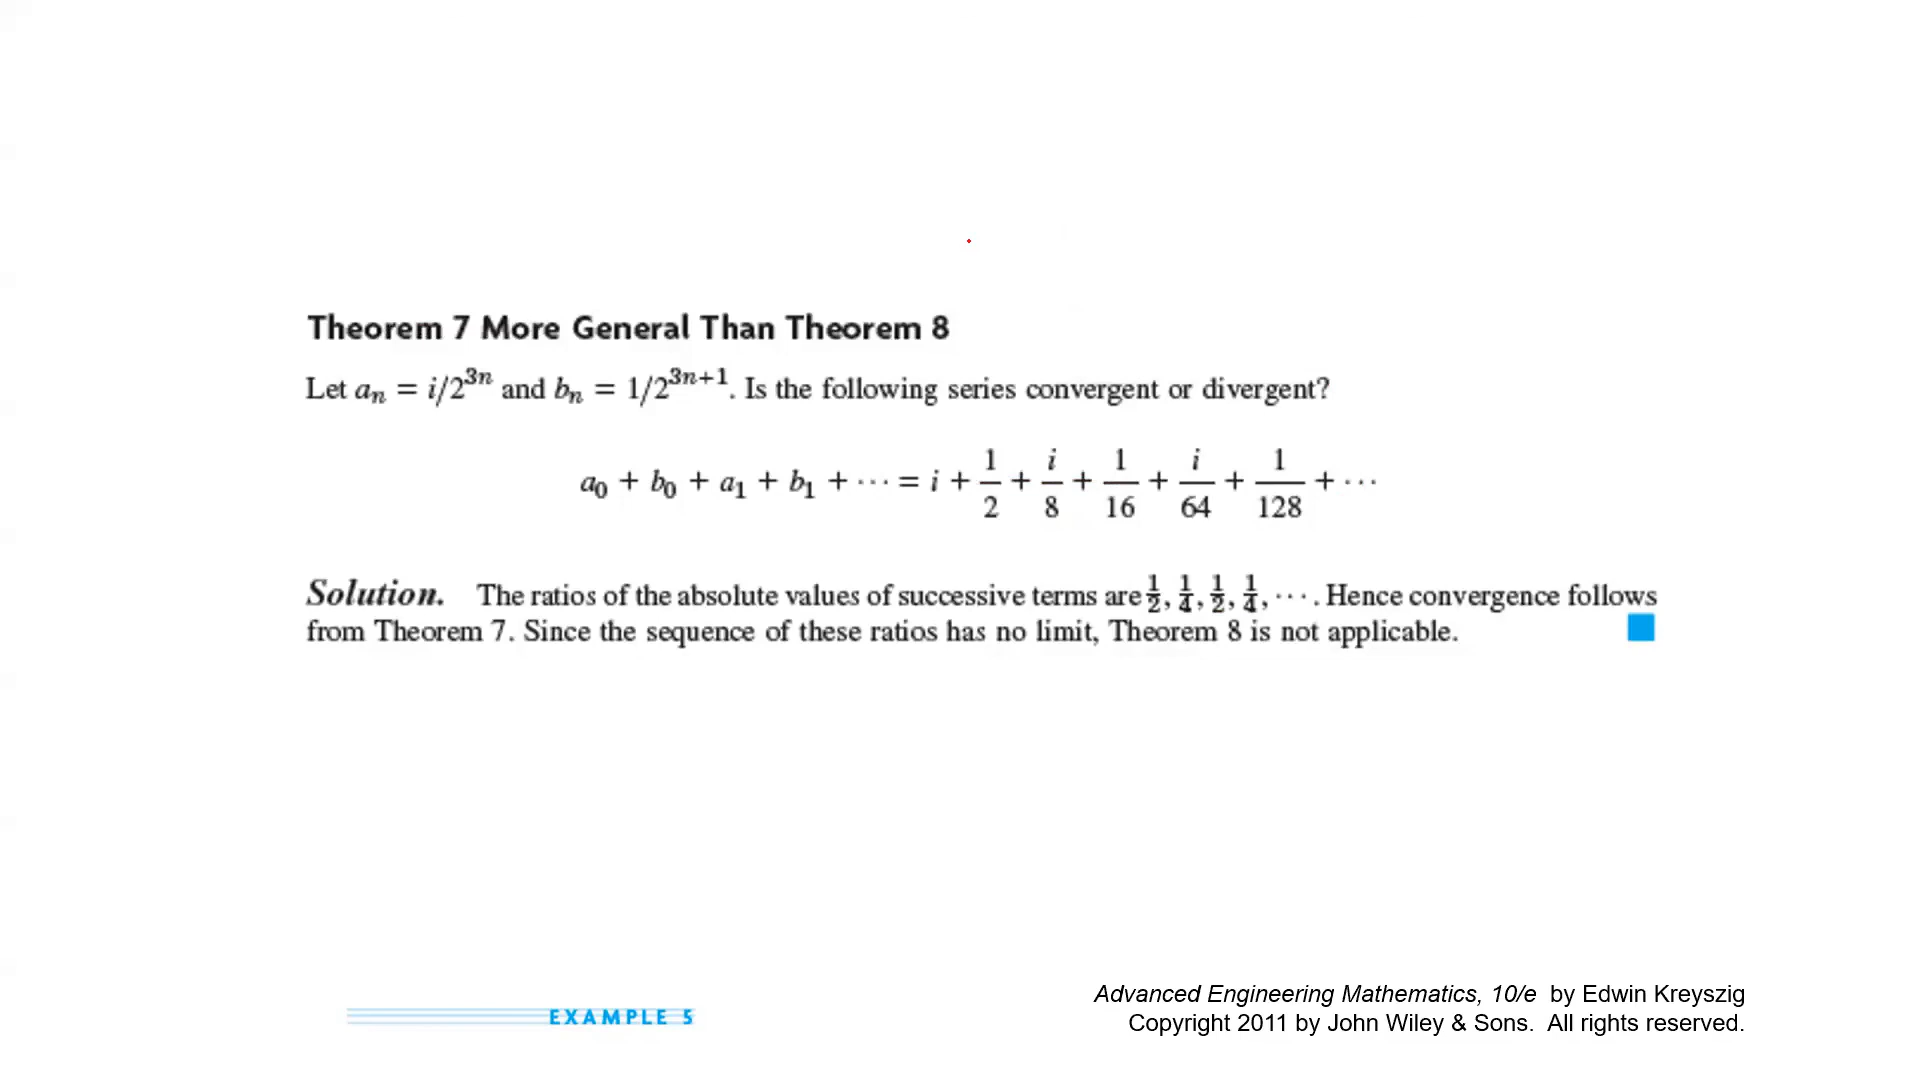 Theorem 7 More General Than Theorem 8
Let aₙ = i/2³ⁿ and bₙ = 1/2³ⁿ⁺¹. Is the following series convergent or divergent?
a₀ + b₀ + a₁ + b₁ + ··· = i + 1/2 + i/8 + 1/16 + i/64 + 1/128 + ···
Solution. The ratios of the absolute values of successive terms are 1/2, 1/4, 1/2, 1/4, ···. Hence convergence follows
from Theorem 7. Since the sequence of these ratios has no limit, Theorem 8 is not applicable.
EXAMPLE 5
Advanced Engineering Mathematics, 10/e by Edwin Kreyszig
Copyright 2011 by John Wiley & Sons. All rights reserved.